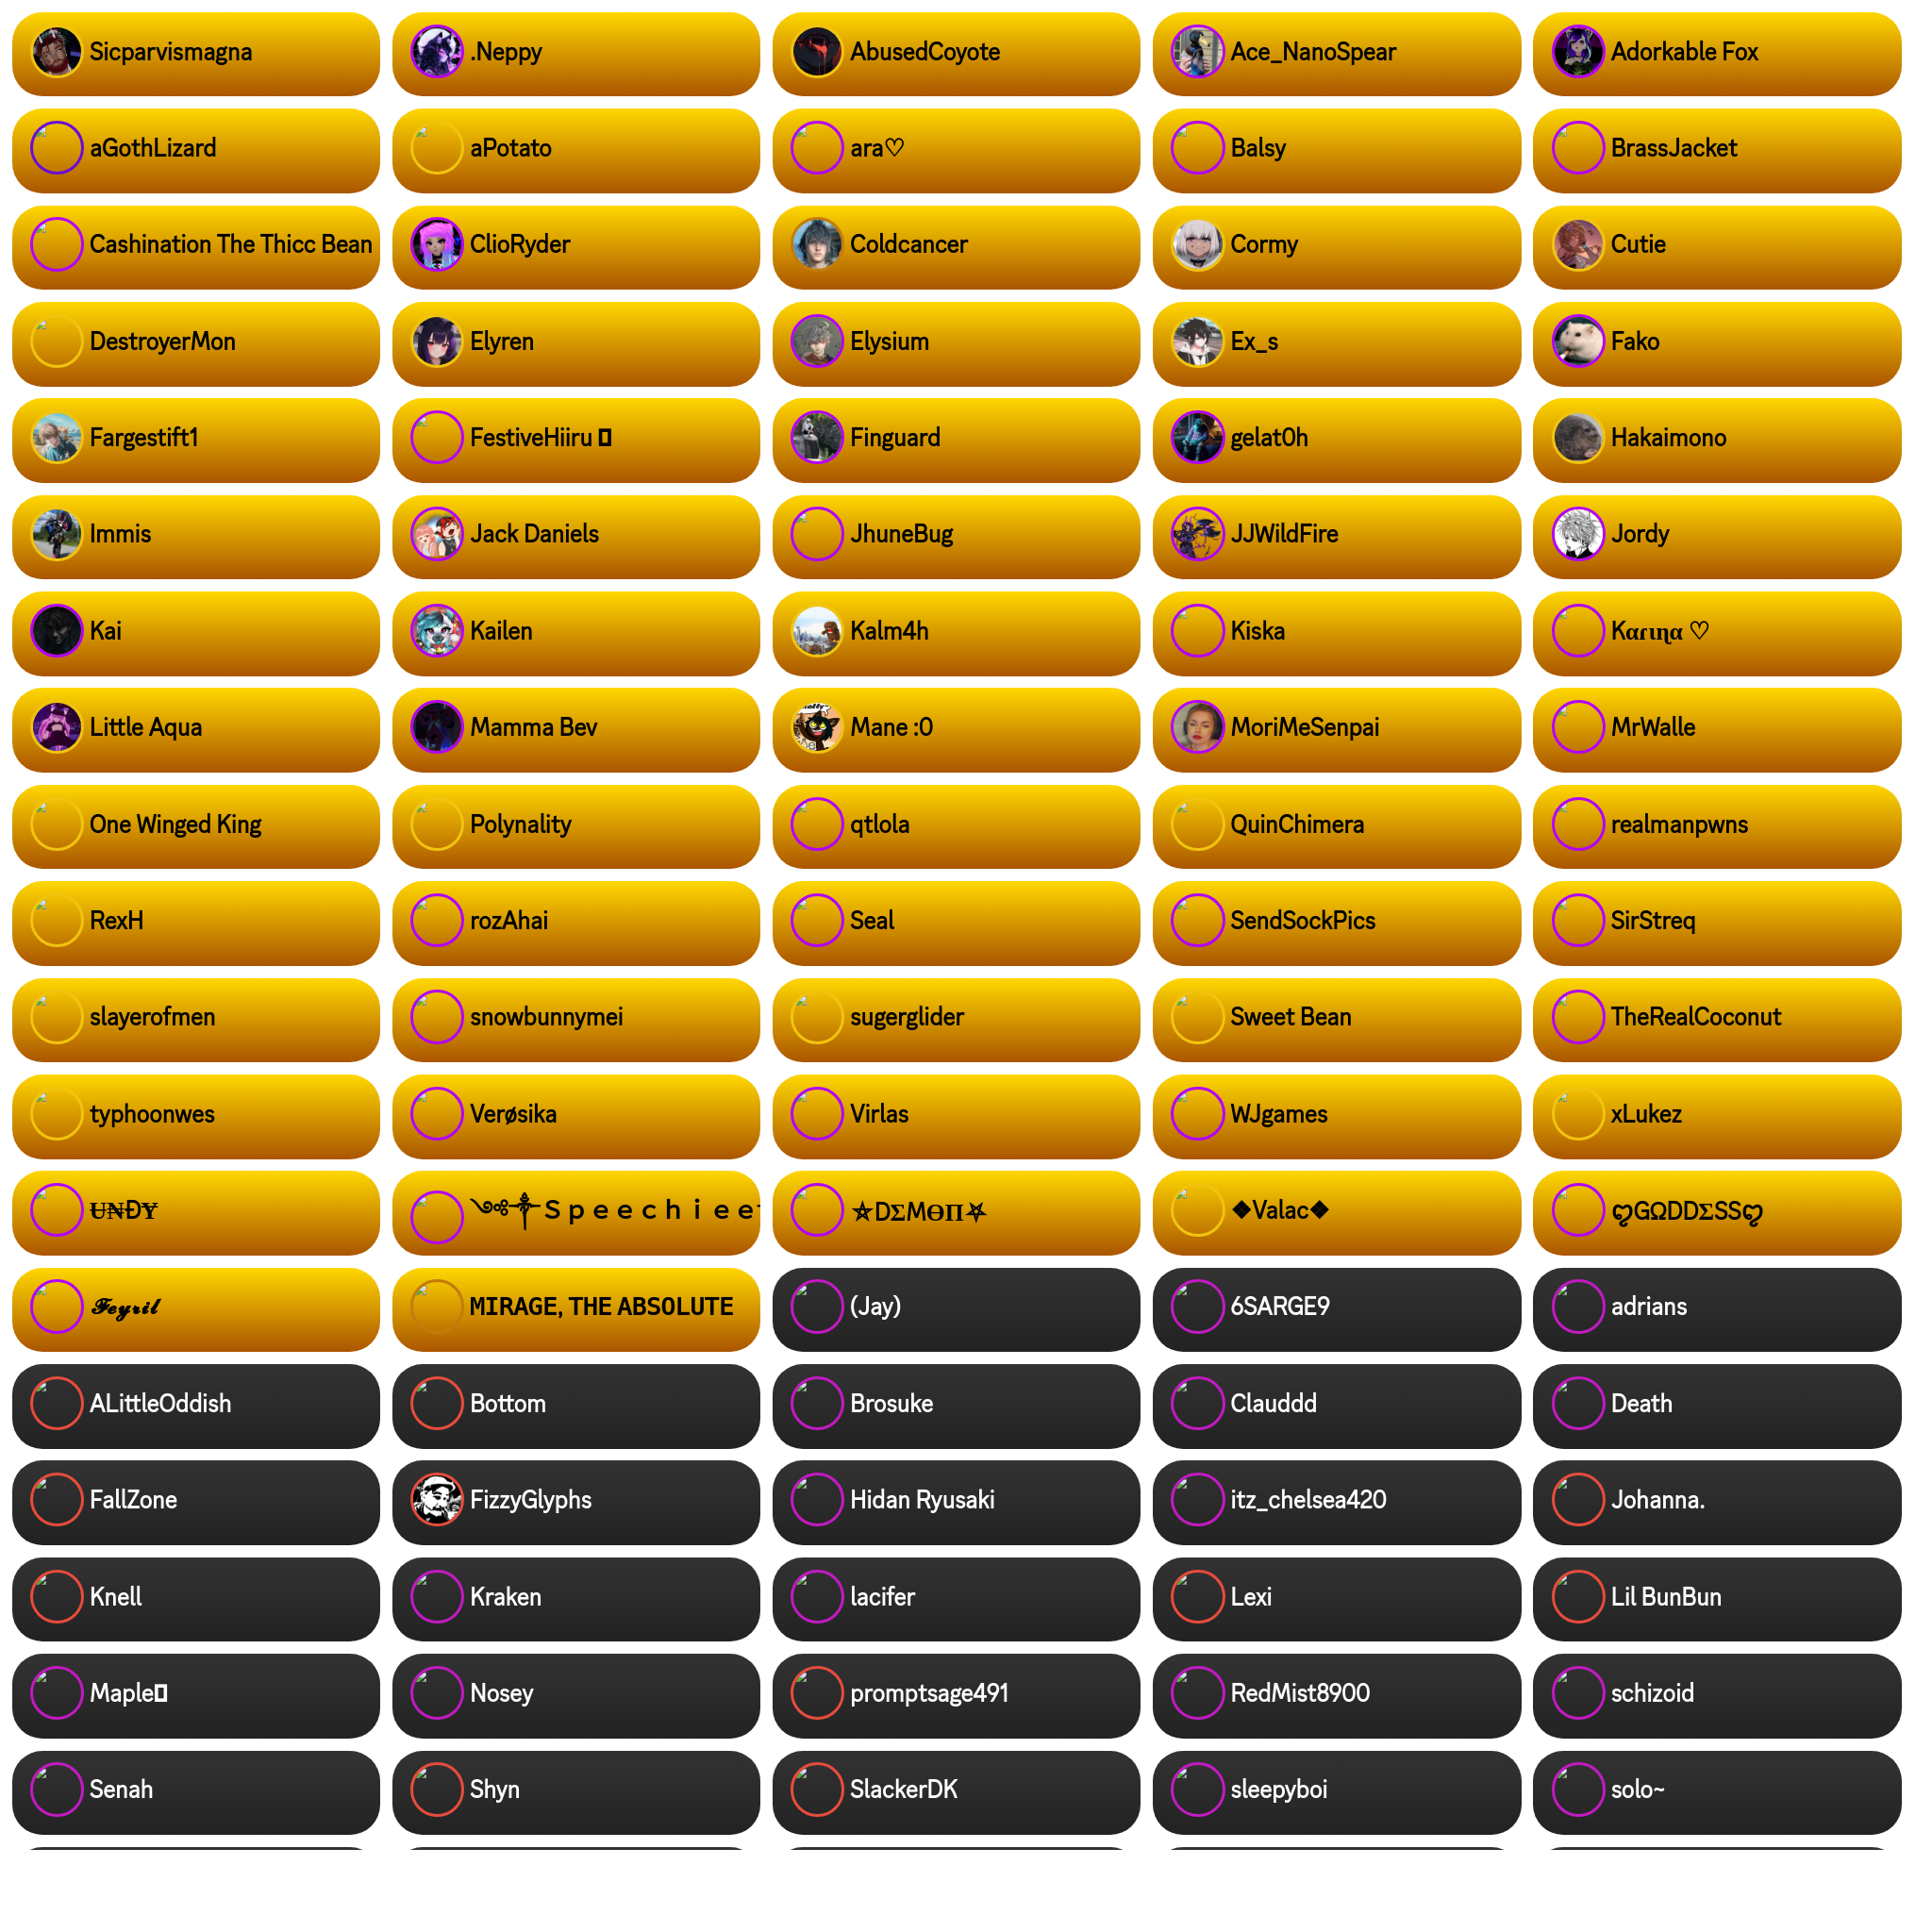 Sicparvismagna
.Neppy
AbusedCoyote
Ace_NanoSpear
Adorkable Fox
aGothLizard
aPotato
ara♡
Balsy
BrassJacket
Cashination The Thicc Bean
ClioRyder
Coldcancer
Cormy
Cutie
DestroyerMon
Elyren
Elysium
Ex_s
Fako
Fargestift1
FestiveHiiru
Finguard
gelat0h
Hakaimono
Immis
Jack Daniels
JhuneBug
JJWildFire
Jordy
Kai
Kailen
Kalm4h
Kiska
Kαɾιɳα ♡
Little Aqua
Mamma Bev
Mane :0
MoriMeSenpai
MrWalle
One Winged King
Polynality
qtlola
QuinChimera
realmanpwns
RexH
rozAhai
Seal
SendSockPics
SirStreq
slayerofmen
snowbunnymei
sugerglider
Sweet Bean
TheRealCoconut
typhoonwes
Verøsika
Virlas
WJgames
xLukez
Ʉ₦ĐɎ
༺༒Ｓｐｅｅｃｈｉｅｅ
⛤DΣMӨП⛧
❖Valac❖
ღGΩDDΣSSღ
𝓕𝓮𝔂𝓻𝓲𝓵
MIRAGE, THE ABSOLUTE
(Jay)
6SARGE9
adrians
ALittleOddish
Bottom
Brosuke
Clauddd
Death
FallZone
FizzyGlyphs
Hidan Ryusaki
itz_chelsea420
Johanna.
Knell
Kraken
lacifer
Lexi
Lil BunBun
Maple
Nosey
promptsage491
RedMist8900
schizoid
Senah
Shyn
SlackerDK
sleepyboi
solo~